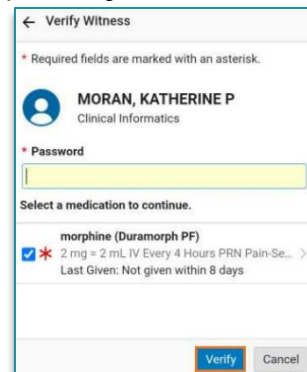 ← Verify Witness
* Required fields are marked with an asterisk.
MORAN, KATHERINE P
Clinical Informatics
* Password
Select a medication to continue.
morphine (Duramorph PF)
2 mg = 2 mL IV Every 4 Hours PRN Pain-Se...
Last Given: Not given within 8 days
Verify Cancel